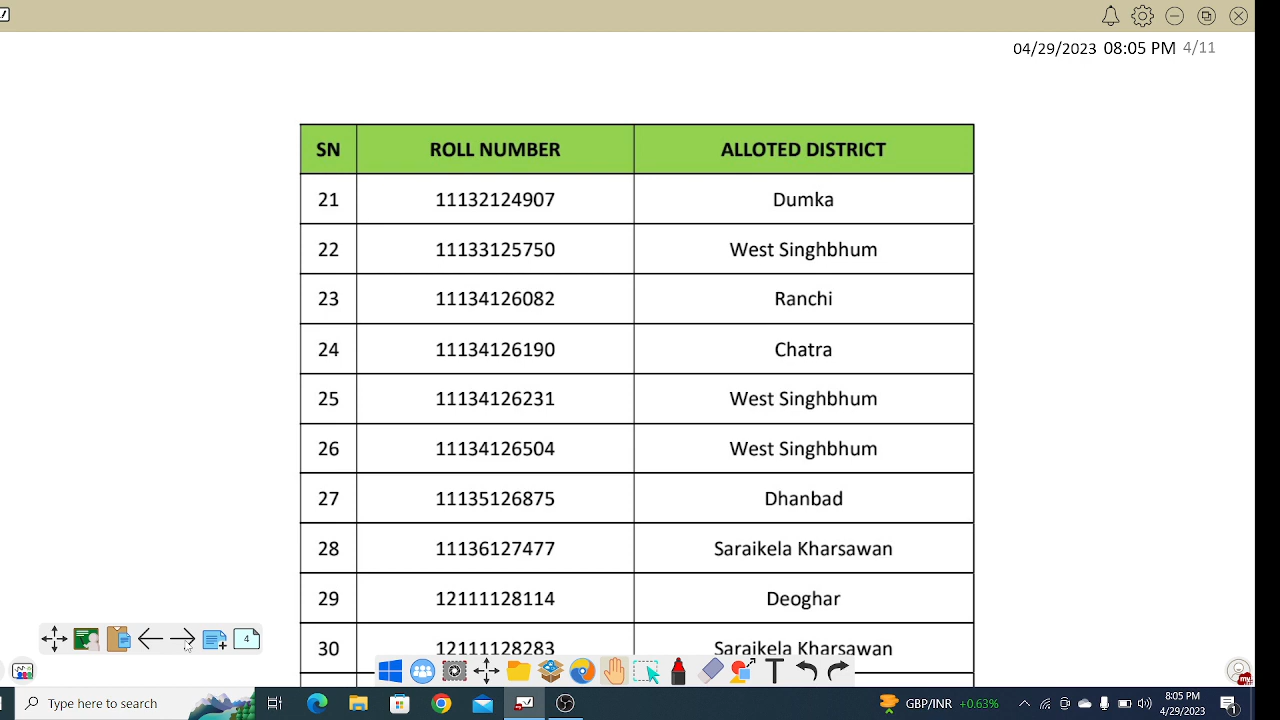 04/29/2023 08:05 PM 4/11
SN ROLL NUMBER ALLOTED DISTRICT
21 11132124907 Dumka
22 11133125750 West Singhbhum
23 11134126082 Ranchi
24 11134126190 Chatra
25 11134126231 West Singhbhum
26 11134126504 West Singhbhum
27 11135126875 Dhanbad
28 11136127477 Saraikela Kharsawan
29 12111128114 Deoghar
30 12111128283 Saraikela Kharsawan
4
T
Type here to search
GBP/INR +0.63%
8:05 PM
4/29/2023
1